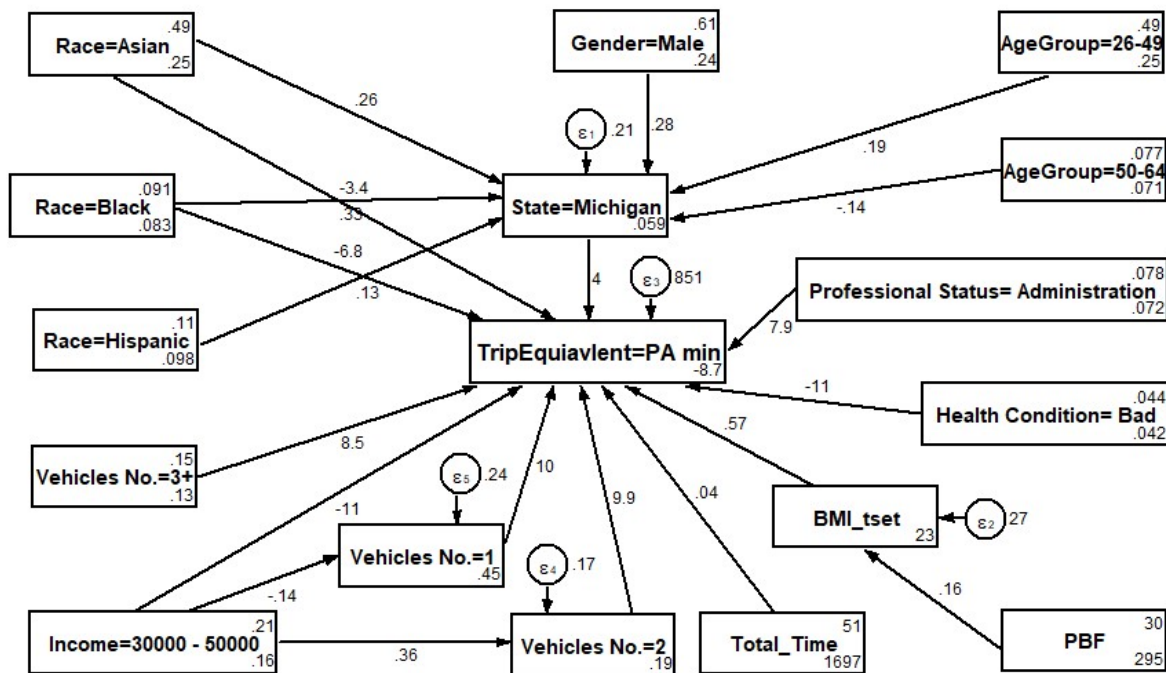 .49
Race=Asian
.25
.61
Gender=Male
.24
.49
AgeGroup=26-49
.25
.26
ε1
.21
.28
.19
.077
AgeGroup=50-64
.071
.091
Race=Black
.083
-3.4
.33
State=Michigan
.059
-.14
-6.8
.13
4
ε3
851
.078
Professional Status= Administration
.072
7.9
.11
Race=Hispanic
.098
TripEquiavlent=PA min
-8.7
-11
.044
Health Condition= Bad
.042
.15
Vehicles No.=3+
.13
8.5
.57
ε5
.24
10
9.9
.04
-11
BMI_tset
23
ε2
27
Vehicles No.=1
.45
ε4
.17
-.14
.16
.21
Income=30000 - 50000
.16
.36
Vehicles No.=2
.19
51
Total_Time
1697
30
PBF
295